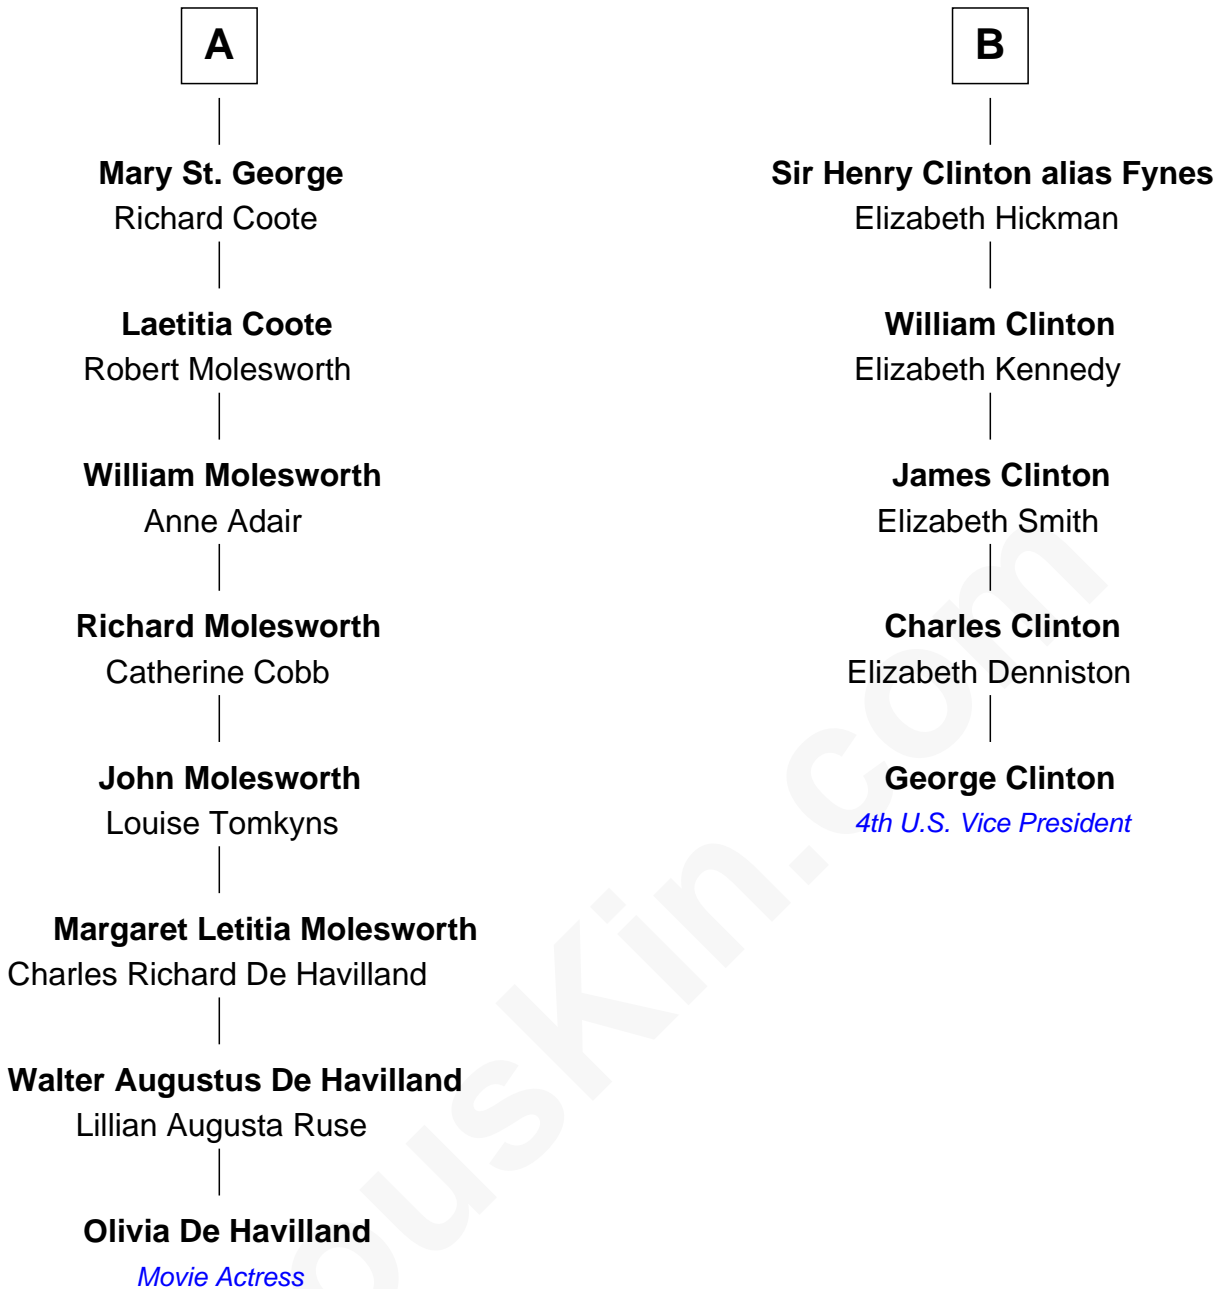 A
Mary St. George
Richard Coote
Laetitia Coote
Robert Molesworth
William Molesworth
Anne Adair
Richard Molesworth
Catherine Cobb
John Molesworth
Louise Tomkyns
Margaret Letitia Molesworth
Charles Richard De Havilland
Walter Augustus De Havilland
Lillian Augusta Ruse
Olivia De Havilland
Movie Actress
B
Sir Henry Clinton alias Fynes
Elizabeth Hickman
William Clinton
Elizabeth Kennedy
James Clinton
Elizabeth Smith
Charles Clinton
Elizabeth Denniston
George Clinton
4th U.S. Vice President
ousKin.com